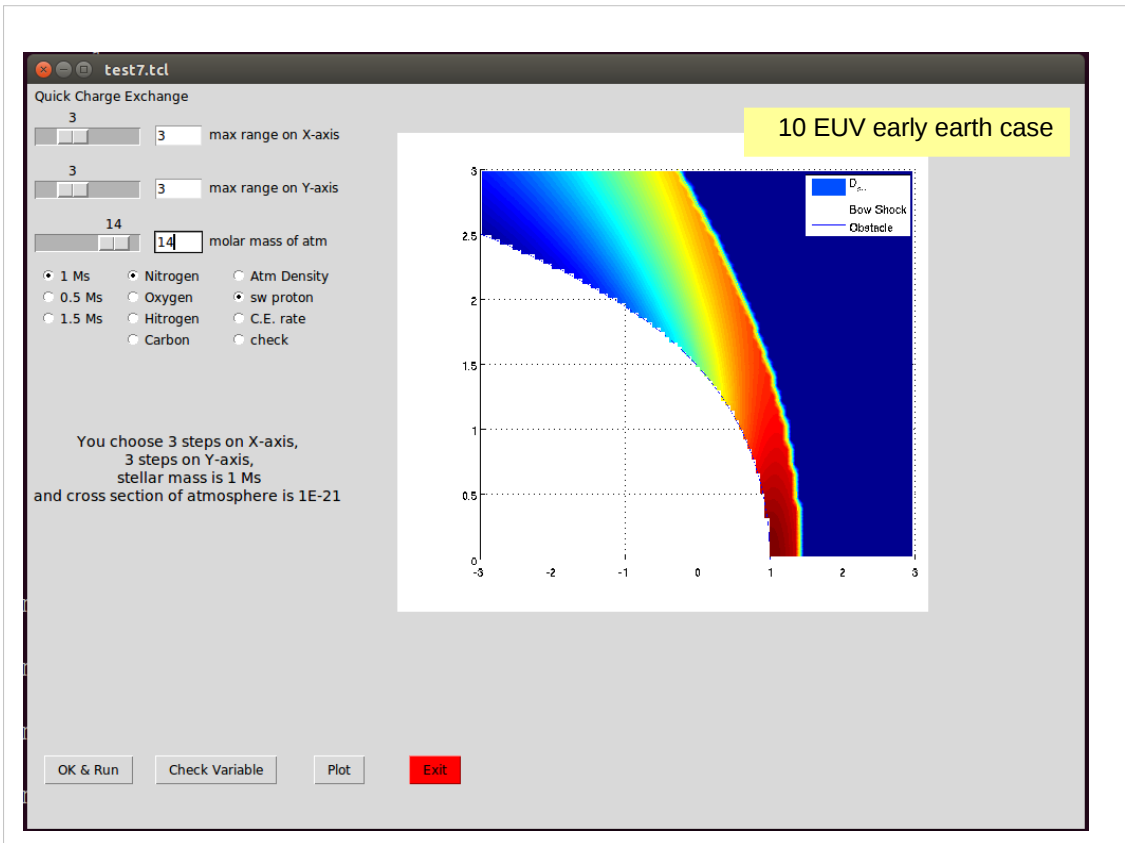 test7.tcl
Quick Charge Exchange
10 EUV early earth case
3
3 max range on X-axis
3
3 max range on Y-axis
14
14 molar mass of atm
1 Ms Nitrogen Atm Density
0.5 Ms Oxygen sw proton
1.5 Ms Hitrogen C.E. rate
Carbon check
You choose 3 steps on X-axis,
3 steps on Y-axis,
stellar mass is 1 Ms
and cross section of atmosphere is 1E-21
Bow Shock
Obstacle
3
2.5
2
1.5
1
0.5
0
-3 -2 -1 0 1 2 3
OK & Run Check Variable Plot Exit